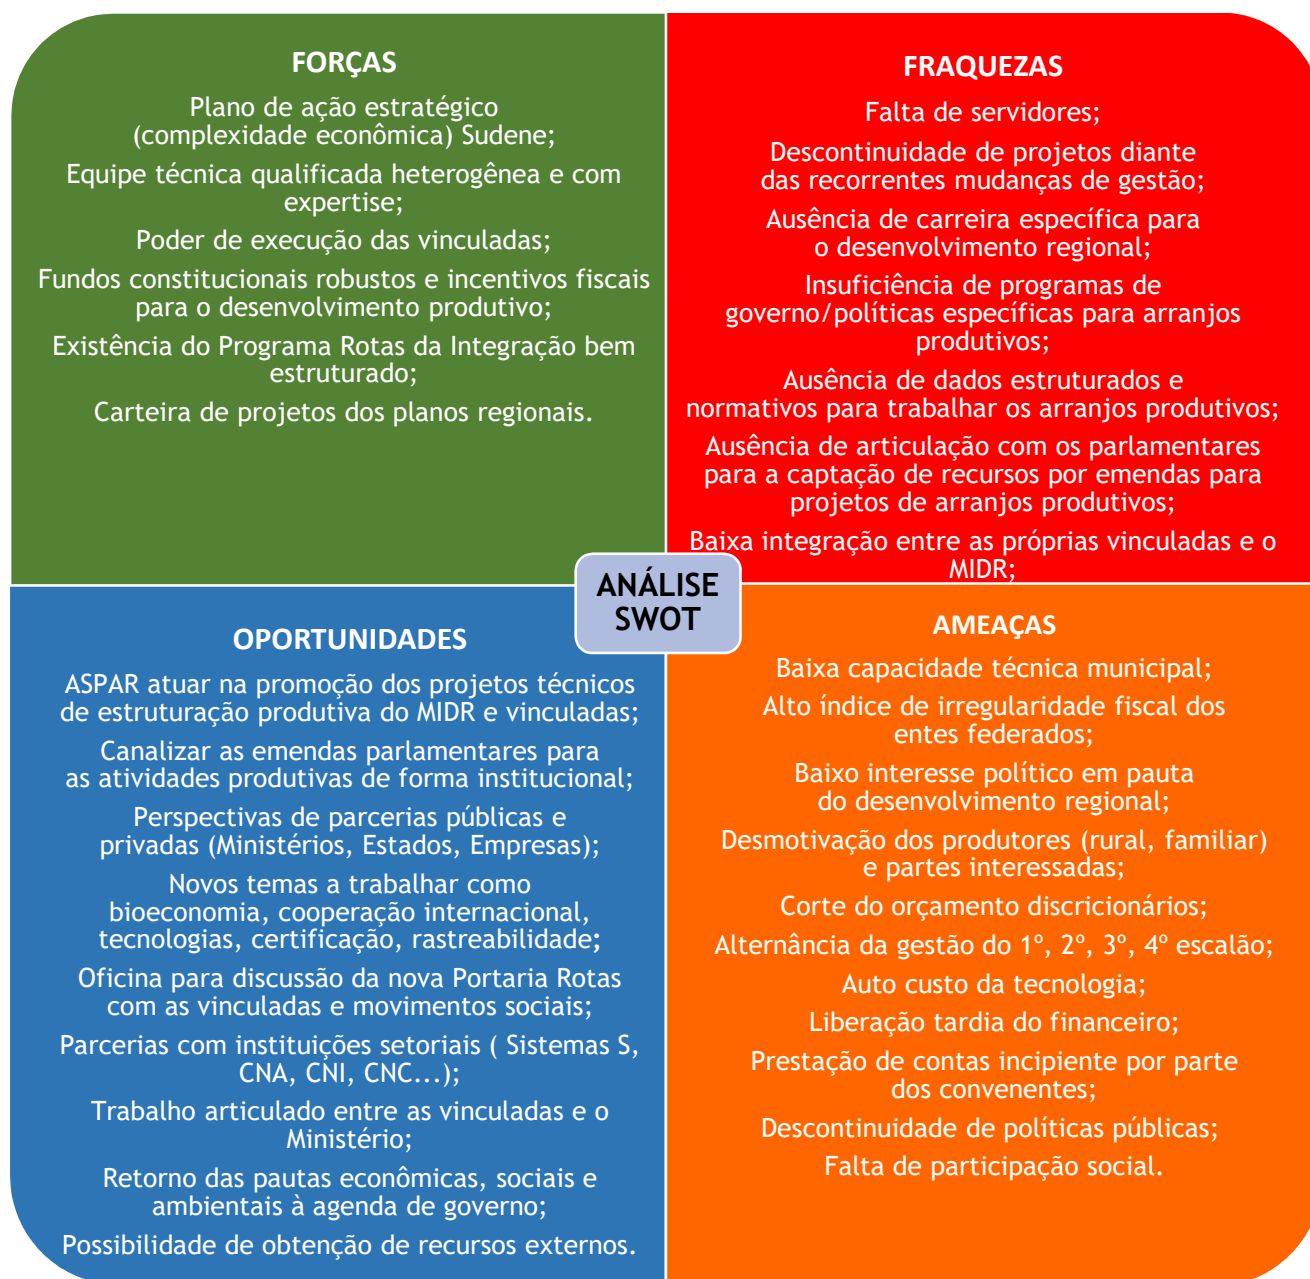 FORÇAS
Plano de ação estratégico
(complexidade econômica) Sudene;
Equipe técnica qualificada heterogênea e com
expertise;
Poder de execução das vinculadas;
Fundos constitucionais robustos e incentivos fiscais
para o desenvolvimento produtivo;
Existência do Programa Rotas da Integração bem
estruturado;
Carteira de projetos dos planos regionais.
FRAQUEZAS
Falta de servidores;
Descontinuidade de projetos diante
das recorrentes mudanças de gestão;
Ausência de carreira específica para
o desenvolvimento regional;
Insuficiência de programas de
governo/políticas específicas para arranjos
produtivos;
Ausência de dados estruturados e
normativos para trabalhar os arranjos produtivos;
Ausência de articulação com os parlamentares
para a captação de recursos por emendas para
projetos de arranjos produtivos;
Baixa integração entre as próprias vinculadas e o
MIDR;
ANÁLISE
SWOT
OPORTUNIDADES
ASPAR atuar na promoção dos projetos técnicos
de estruturação produtiva do MIDR e vinculadas;
Canalizar as emendas parlamentares para
as atividades produtivas de forma institucional;
Perspectivas de parcerias públicas e
privadas (Ministérios, Estados, Empresas);
Novos temas a trabalhar como
bioeconomia, cooperação internacional,
tecnologias, certificação, rastreabilidade;
Oficina para discussão da nova Portaria Rotas
com as vinculadas e movimentos sociais;
Parcerias com instituições setoriais ( Sistemas S,
CNA, CNI, CNC...);
Trabalho articulado entre as vinculadas e o
Ministério;
Retorno das pautas econômicas, sociais e
ambientais à agenda de governo;
Possibilidade de obtenção de recursos externos.
AMEAÇAS
Baixa capacidade técnica municipal;
Alto índice de irregularidade fiscal dos
entes federados;
Baixo interesse político em pauta
do desenvolvimento regional;
Desmotivação dos produtores (rural, familiar)
e partes interessadas;
Corte do orçamento discricionários;
Alternância da gestão do 1º, 2º, 3º, 4º escalão;
Auto custo da tecnologia;
Liberação tardia do financeiro;
Prestação de contas incipiente por parte
dos convenentes;
Descontinuidade de políticas públicas;
Falta de participação social.